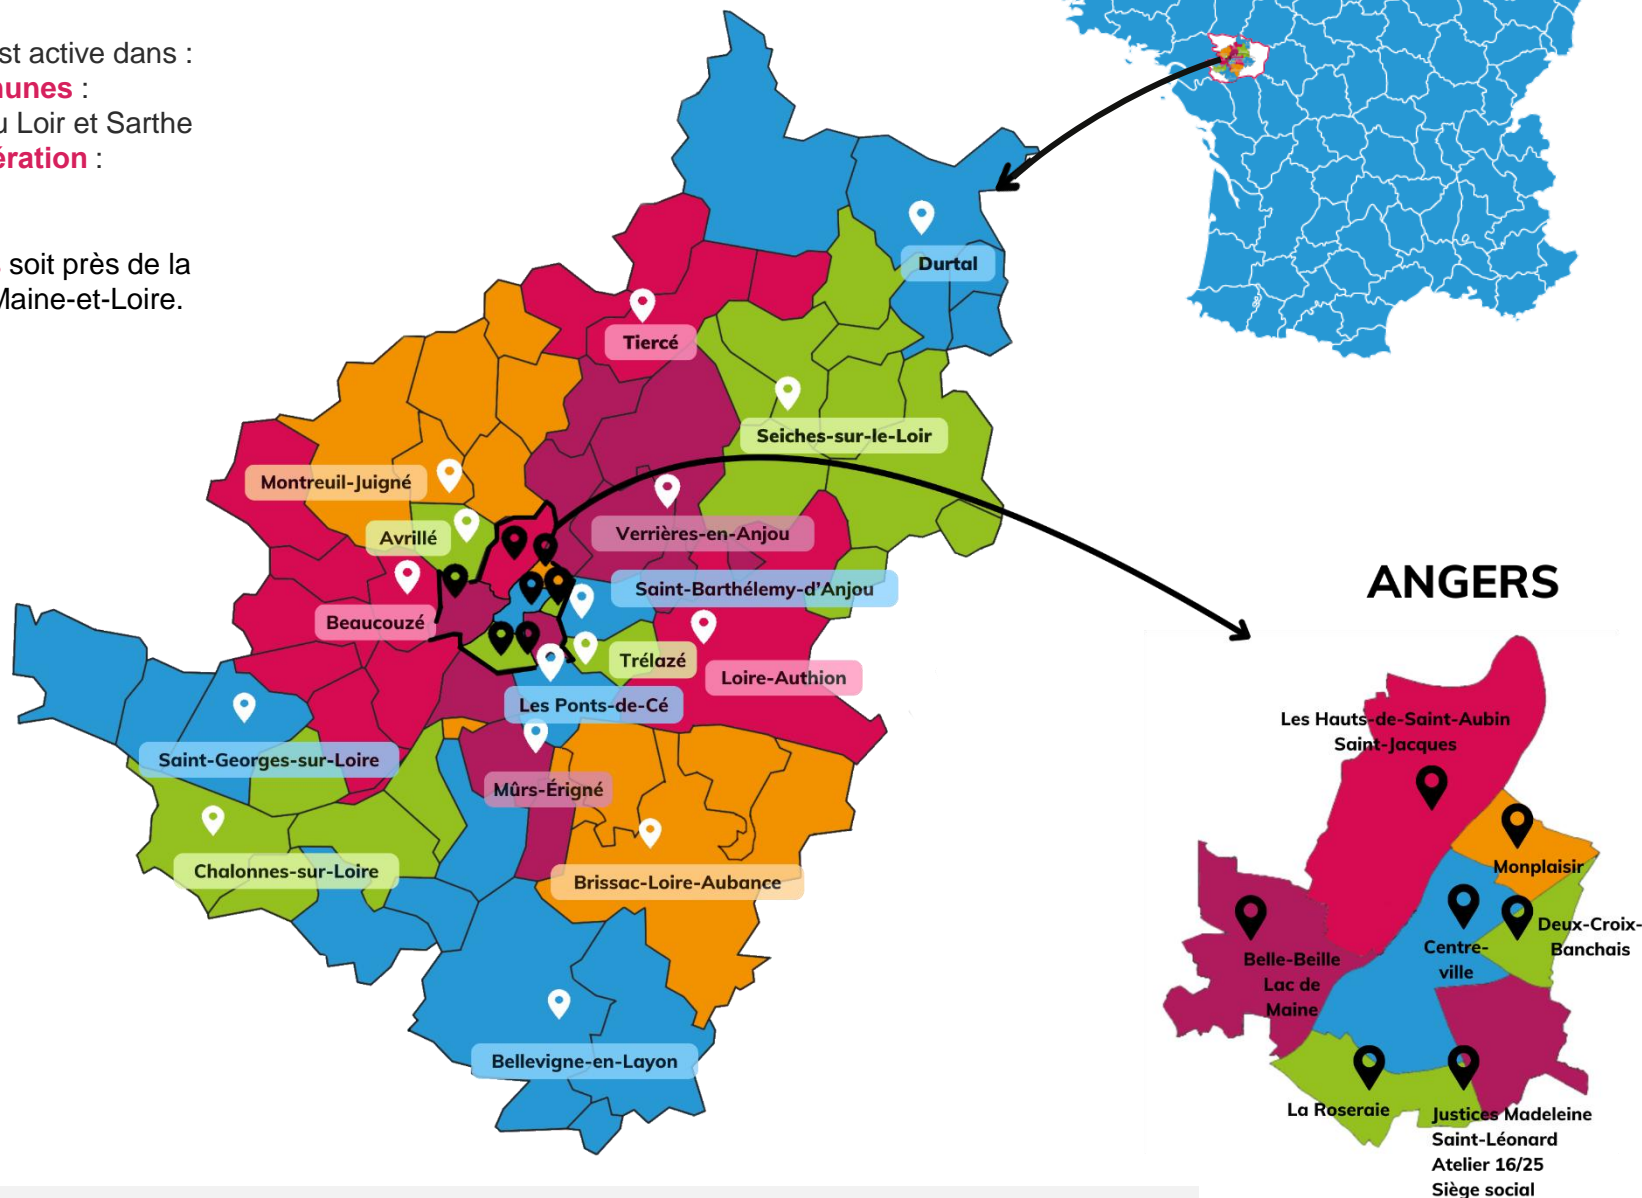 st active dans :
unes :
u Loir et Sarthe
ération :
soit près de la
Maine-et-Loire.
Durtal
Tiercé
Seiches-sur-le-Loir
Montreuil-Juigné
Avrillé
Verrières-en-Anjou
Saint-Barthélemy-d'Anjou
Beaucouzé
Trélazé
Loire-Authion
Les Ponts-de-Cé
Saint-Georges-sur-Loire
Mûrs-Érigné
Chalonnes-sur-Loire
Brissac-Loire-Aubance
Bellevigne-en-Layon
ANGERS
Les Hauts-de-Saint-Aubin
Saint-Jacques
Monplaisir
Deux-Croix-
Banchais
Centre-
ville
Belle-Beille
Lac de
Maine
La Roseraie
Justices Madeleine
Saint-Léonard
Atelier 16/25
Siège social